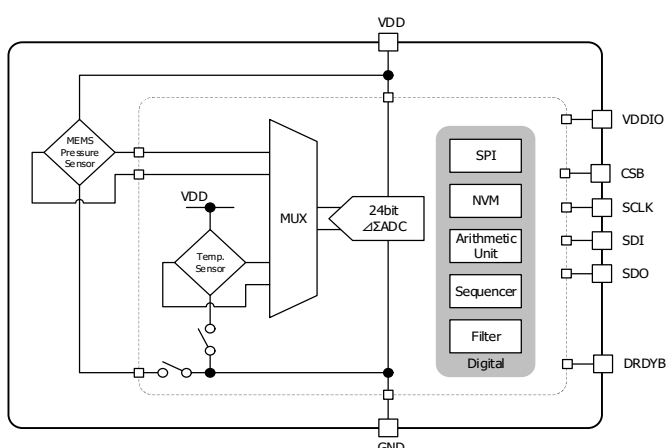 VDD
VDDIO
MEMS
Pressure
Sensor
SPI
CSB
VDD
NVM
SCLK
MUX
24bit
⊿ΣADC
SDI
Arithmetic
Unit
Temp.
Sensor
SDO
Sequencer
Filter
Digital
DRDYB
GND